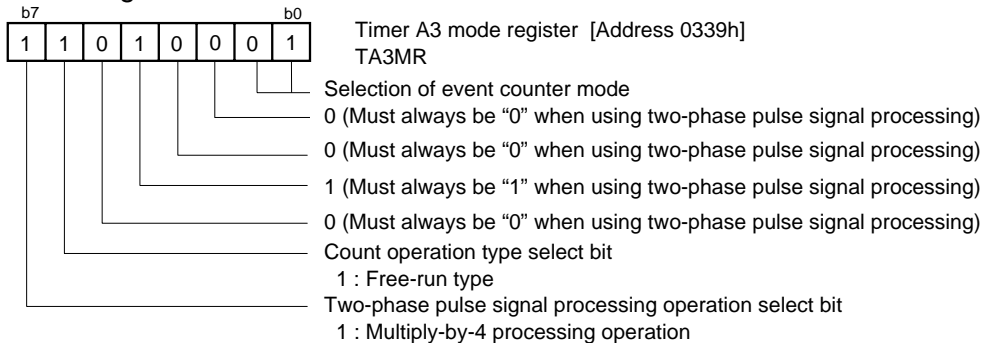 b7 b0
1 1 0 1 0 0 0 1 Timer A3 mode register [Address 0339h]
TA3MR
Selection of event counter mode
0 (Must always be “0” when using two-phase pulse signal processing)
0 (Must always be “0” when using two-phase pulse signal processing)
1 (Must always be “1” when using two-phase pulse signal processing)
0 (Must always be “0” when using two-phase pulse signal processing)
Count operation type select bit
1 : Free-run type
Two-phase pulse signal processing operation select bit
1 : Multiply-by-4 processing operation